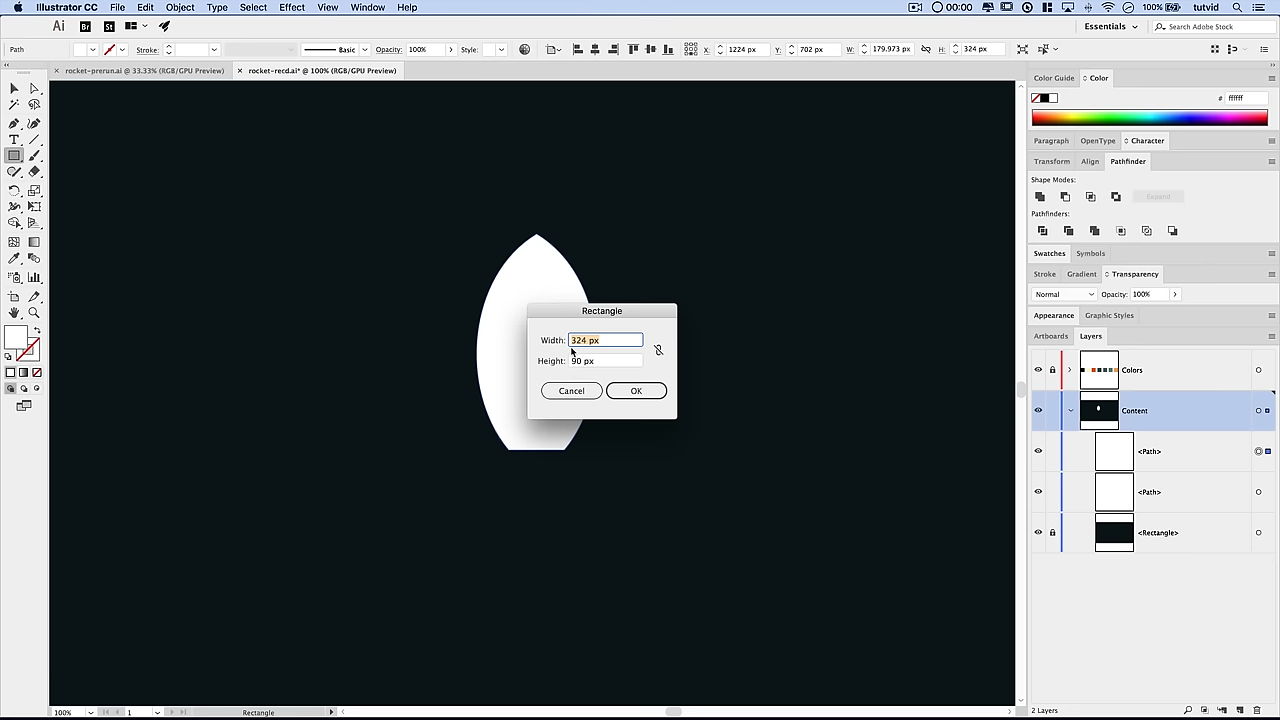 Illustrator CC File Edit Object Type Select Effect View Window Help 00:00 100% tutvid
Ai Br St Essentials Search Adobe Stock
Path Stroke: Basic Opacity: 100% Style: X: 1224 px Y: 702 px W: 179.973 px H: 324 px
× rocket-prerun.ai @ 33.33% (RGB/GPU Preview) × rocket-recd.ai* @ 100% (RGB/GPU Preview)
Color Guide Color
# ffffff
Paragraph OpenType Character
Transform Align Pathfinder
Shape Modes:
Expand
Pathfinders:
Swatches Symbols
Stroke Gradient Transparency
Normal Opacity: 100%
Appearance Graphic Styles
Artboards Layers
Colors
Content
<Path>
<Path>
<Rectangle>
2 Layers
Rectangle
Width: 324 px
Height: 90 px
Cancel OK
100% 1 Rectangle